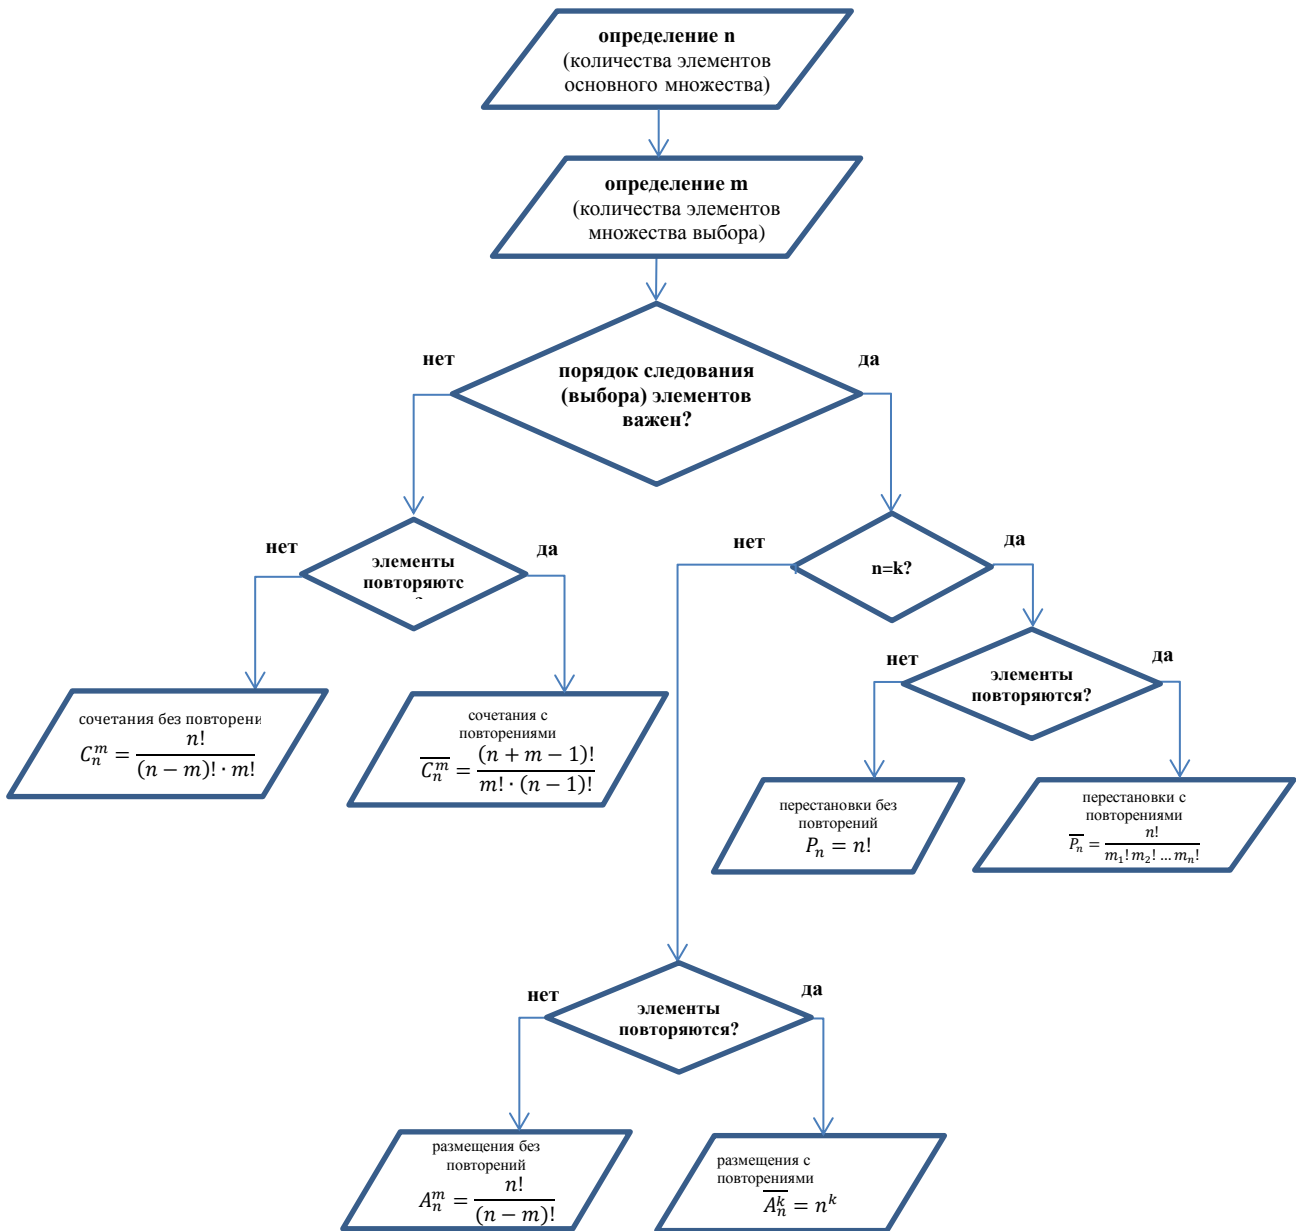 определение n
(количества элементов
основного множества)
определение m
(количества элементов
множества выбора)
нет
да
порядок следования
(выбора) элементов
важен?
нет
да
элементы
повторяютс
нет
да
n=k?
нет
да
элементы
повторяются?
сочетания без повторени
C_n^m = \frac{n!}{(n − m)! · m!}
сочетания с
повторениями
\overline{C_n^m} = \frac{(n + m − 1)!}{m! · (n − 1)!}
перестановки без
повторений
P_n = n!
перестановки с
повторениями
\overline{P_n} = \frac{n!}{m_1! m_2! … m_n!}
нет
да
элементы
повторяются?
размещения без
повторений
A_n^m = \frac{n!}{(n − m)!}
размещения с
повторениями
\overline{A_n^k} = n^k